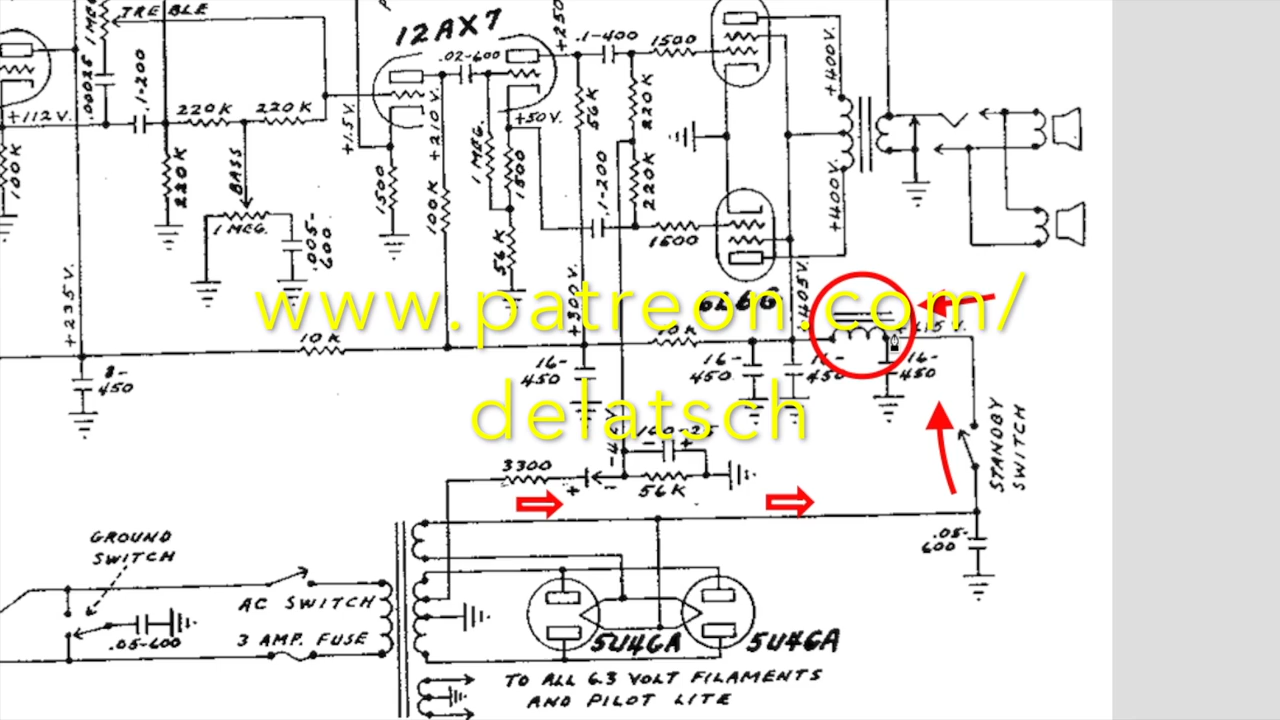 TREBLE
1 MEG
12AX7
+250
.02-600
.1-400
1500
+400V.
.00025
.1-200
220K
220K
+112 V.
+1.5V.
+210V.
+50V.
56K
220K
100K
220K
BASS
1500
100K
1 MEG.
1500
.1-200
220K
+400V.
1 MEG.
.005-
600
56K
1500
+235V.
+300V.
6L6G
+405V.
www.patreon.com/
10K
10K
8-
450
16-
450
16-
450
16-
450
16-
450
delatsch
STANDBY
SWITCH
3300
+
-
-
+
56K
GROUND
SWITCH
.05-
600
AC SWITCH
.05-600
3 AMP. FUSE
5U4GA
5U4GA
TO ALL 6.3 VOLT FILAMENTS
AND PILOT LITE